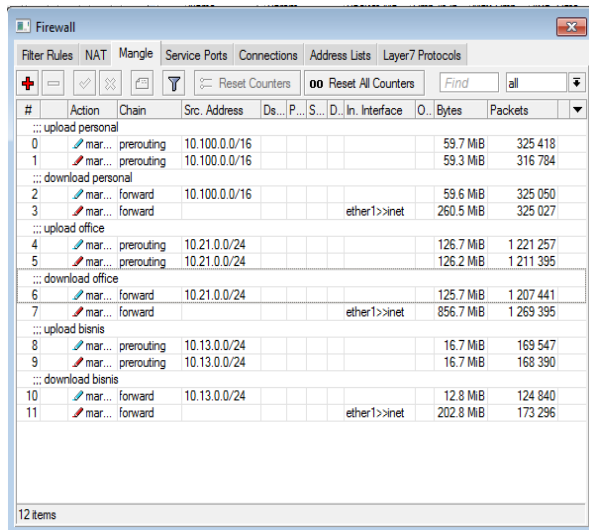 Firewall
Filter Rules NAT Mangle Service Ports Connections Address Lists Layer7 Protocols
Reset Counters 00 Reset All Counters Find all
# Action Chain Src. Address Ds... P... S... D.. In. Interface O.. Bytes Packets
;;; upload personal
0 mar... prerouting 10.100.0.0/16 59.7 MiB 325 418
1 mar... prerouting 10.100.0.0/16 59.3 MiB 316 784
;;; download personal
2 mar... forward 10.100.0.0/16 59.6 MiB 325 050
3 mar... forward ether1>>inet 260.5 MiB 325 027
;;; upload office
4 mar... prerouting 10.21.0.0/24 126.7 MiB 1 221 257
5 mar... prerouting 10.21.0.0/24 126.2 MiB 1 211 395
;;; download office
6 mar... forward 10.21.0.0/24 125.7 MiB 1 207 441
7 mar... forward ether1>>inet 856.7 MiB 1 269 395
;;; upload bisnis
8 mar... prerouting 10.13.0.0/24 16.7 MiB 169 547
9 mar... prerouting 10.13.0.0/24 16.7 MiB 168 390
;;; download bisnis
10 mar... forward 10.13.0.0/24 12.8 MiB 124 840
11 mar... forward ether1>>inet 202.8 MiB 173 296
12 items